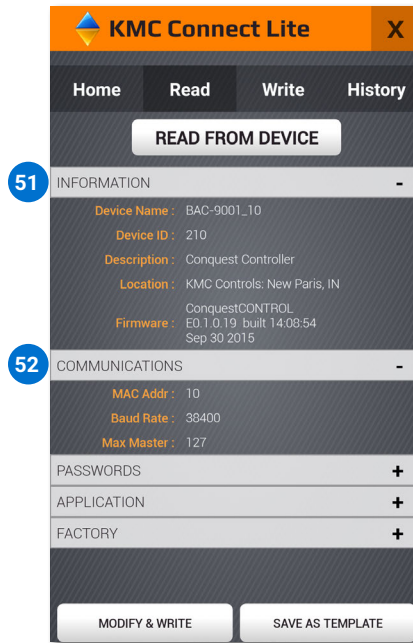 KMC Connect Lite X
Home Read Write History
READ FROM DEVICE
51 INFORMATION -
Device Name : BAC-9001_10
Device ID : 210
Description : Conquest Controller
Location : KMC Controls: New Paris, IN
ConquestCONTROL
Firmware : E0.1.0.19 built 14:08:54
Sep 30 2015
52 COMMUNICATIONS -
MAC Addr : 10
Baud Rate : 38400
Max Master : 127
PASSWORDS +
APPLICATION +
FACTORY +
MODIFY & WRITE SAVE AS TEMPLATE